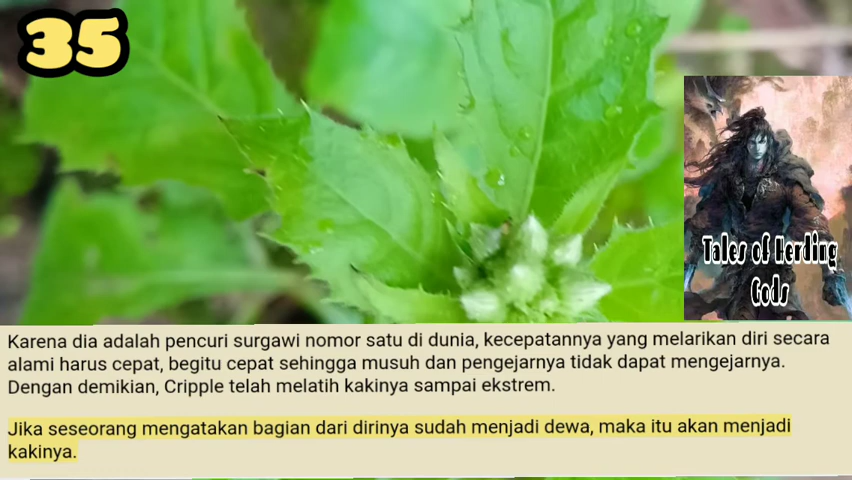 35
Tales of Herding
Gods
Karena dia adalah pencuri surgawi nomor satu di dunia, kecepatannya yang melarikan diri secara
alami harus cepat, begitu cepat sehingga musuh dan pengejarnya tidak dapat mengejarnya.
Dengan demikian, Cripple telah melatih kakinya sampai ekstrem.
Jika seseorang mengatakan bagian dari dirinya sudah menjadi dewa, maka itu akan menjadi
kakinya.